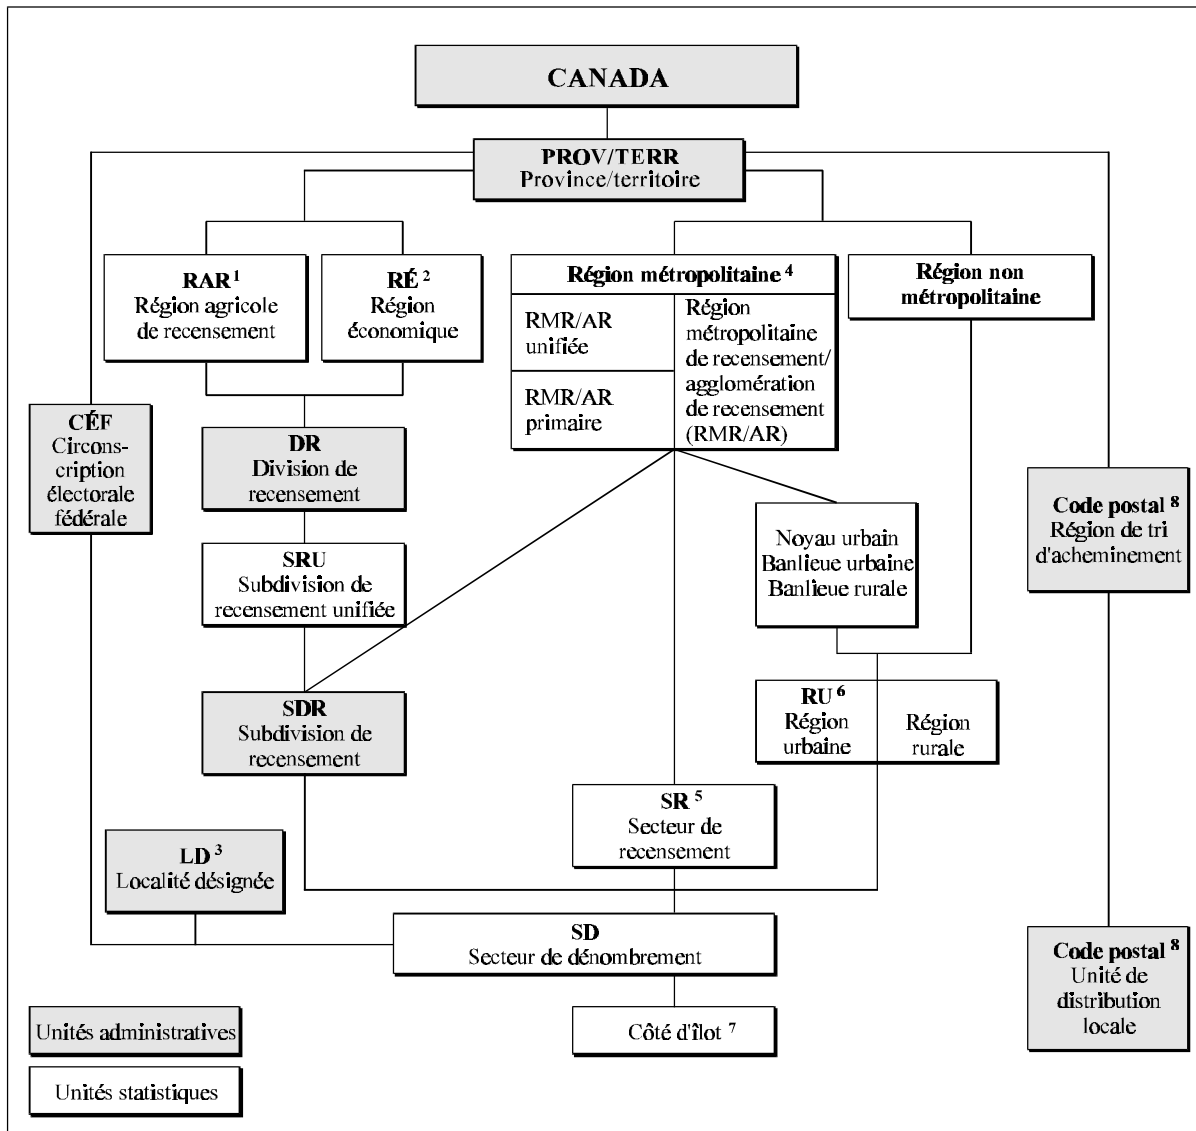 CANADA
PROV/TERR
Province/territoire
RAR 1
Région agricole
de recensement
RÉ 2
Région
économique
Région métropolitaine 4
RMR/AR
unifiée
RMR/AR
primaire
Région
métropolitaine
de recensement/
agglomération
de recensement
(RMR/AR)
Région non
métropolitaine
CÉF
Circons-
cription
électorale
fédérale
DR
Division de
recensement
SRU
Subdivision de
recensement unifiée
Noyau urbain
Banlieue urbaine
Banlieue rurale
Code postal 8
Région de tri
d'acheminement
SDR
Subdivision de
recensement
RU 6
Région
urbaine
Région
rurale
SR 5
Secteur de
recensement
LD 3
Localité désignée
SD
Secteur de dénombrement
Code postal 8
Unité de
distribution
locale
Côté d'îlot 7
Unités administratives
Unités statistiques